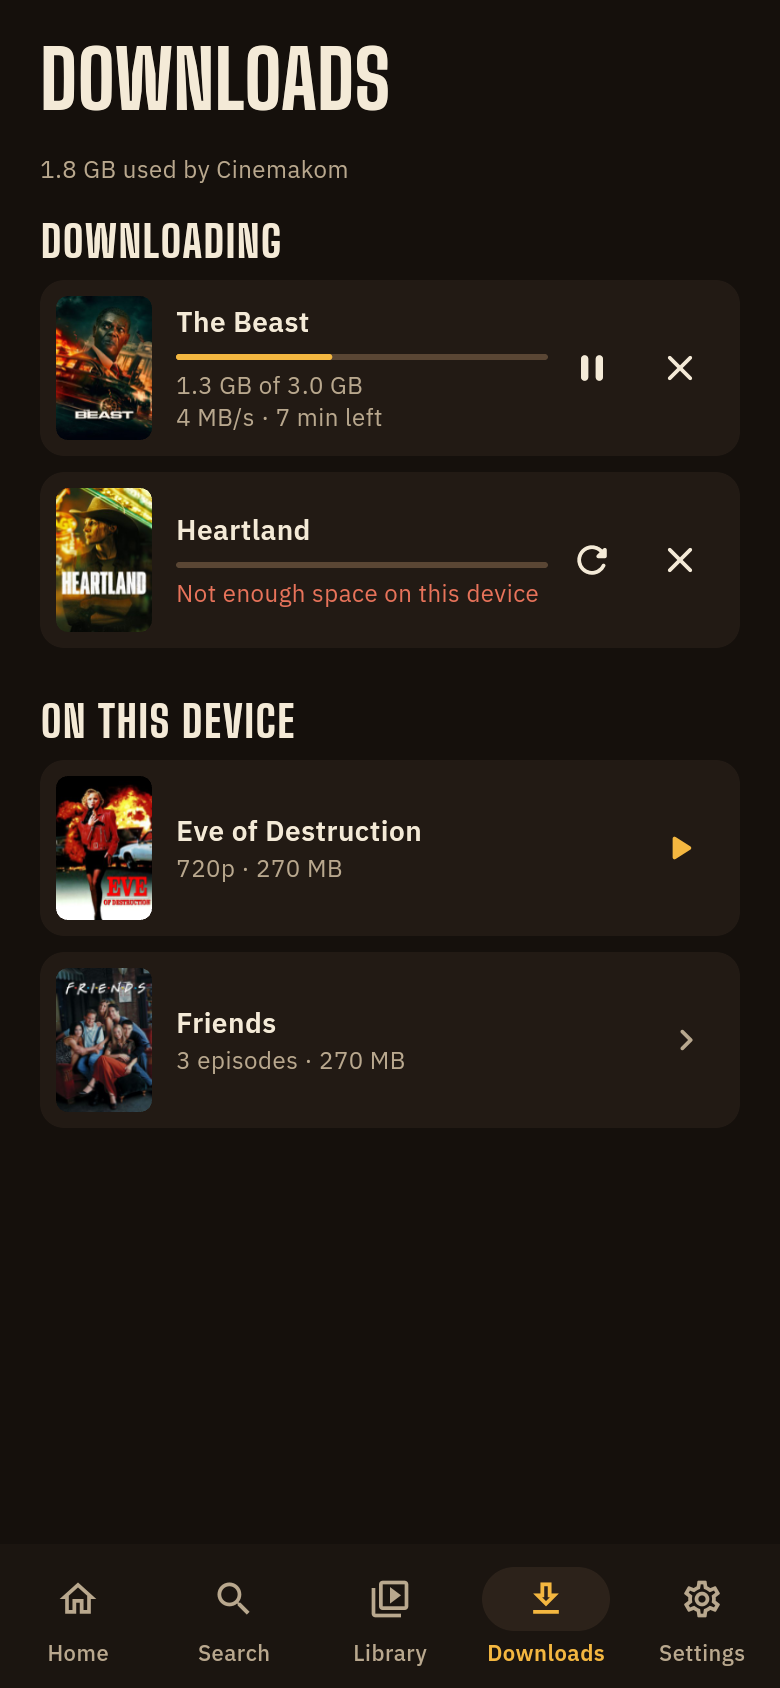 DOWNLOADS
1.8 GB used by Cinemakom
DOWNLOADING
The Beast
1.3 GB of 3.0 GB
4 MB/s · 7 min left
BEAST
Heartland
Not enough space on this device
HEARTLAND
ON THIS DEVICE
Eve of Destruction
720p · 270 MB
EVE
OF DESTRUCTION
FRIENDS
Friends
3 episodes · 270 MB
Home
Search
Library
Downloads
Settings